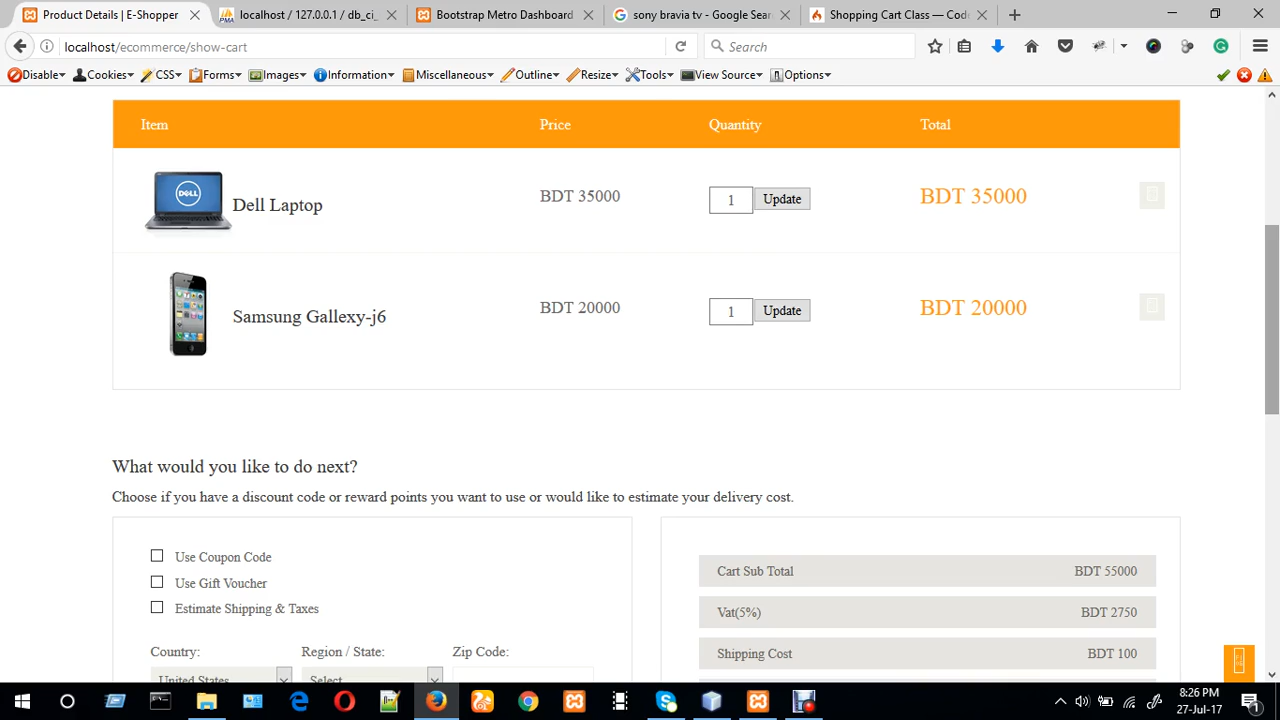 Product Details | E-Shopper
localhost / 127.0.0.1 / db_ci_
Bootstrap Metro Dashboard
sony bravia tv - Google Sear
Shopping Cart Class — Code
localhost/ecommerce/show-cart
Search
Disable
Cookies
CSS
Forms
Images
Information
Miscellaneous
Outline
Resize
Tools
View Source
Options
Item Price Quantity Total
DELL
Dell Laptop BDT 35000 1 Update BDT 35000
Samsung Gallexy-j6 BDT 20000 1 Update BDT 20000
What would you like to do next?
Choose if you have a discount code or reward points you want to use or would like to estimate your delivery cost.
Use Coupon Code
Use Gift Voucher
Estimate Shipping & Taxes
Country: Region / State: Zip Code:
United States Select
Cart Sub Total BDT 55000
Vat(5%) BDT 2750
Shipping Cost BDT 100
8:26 PM
27-Jul-17